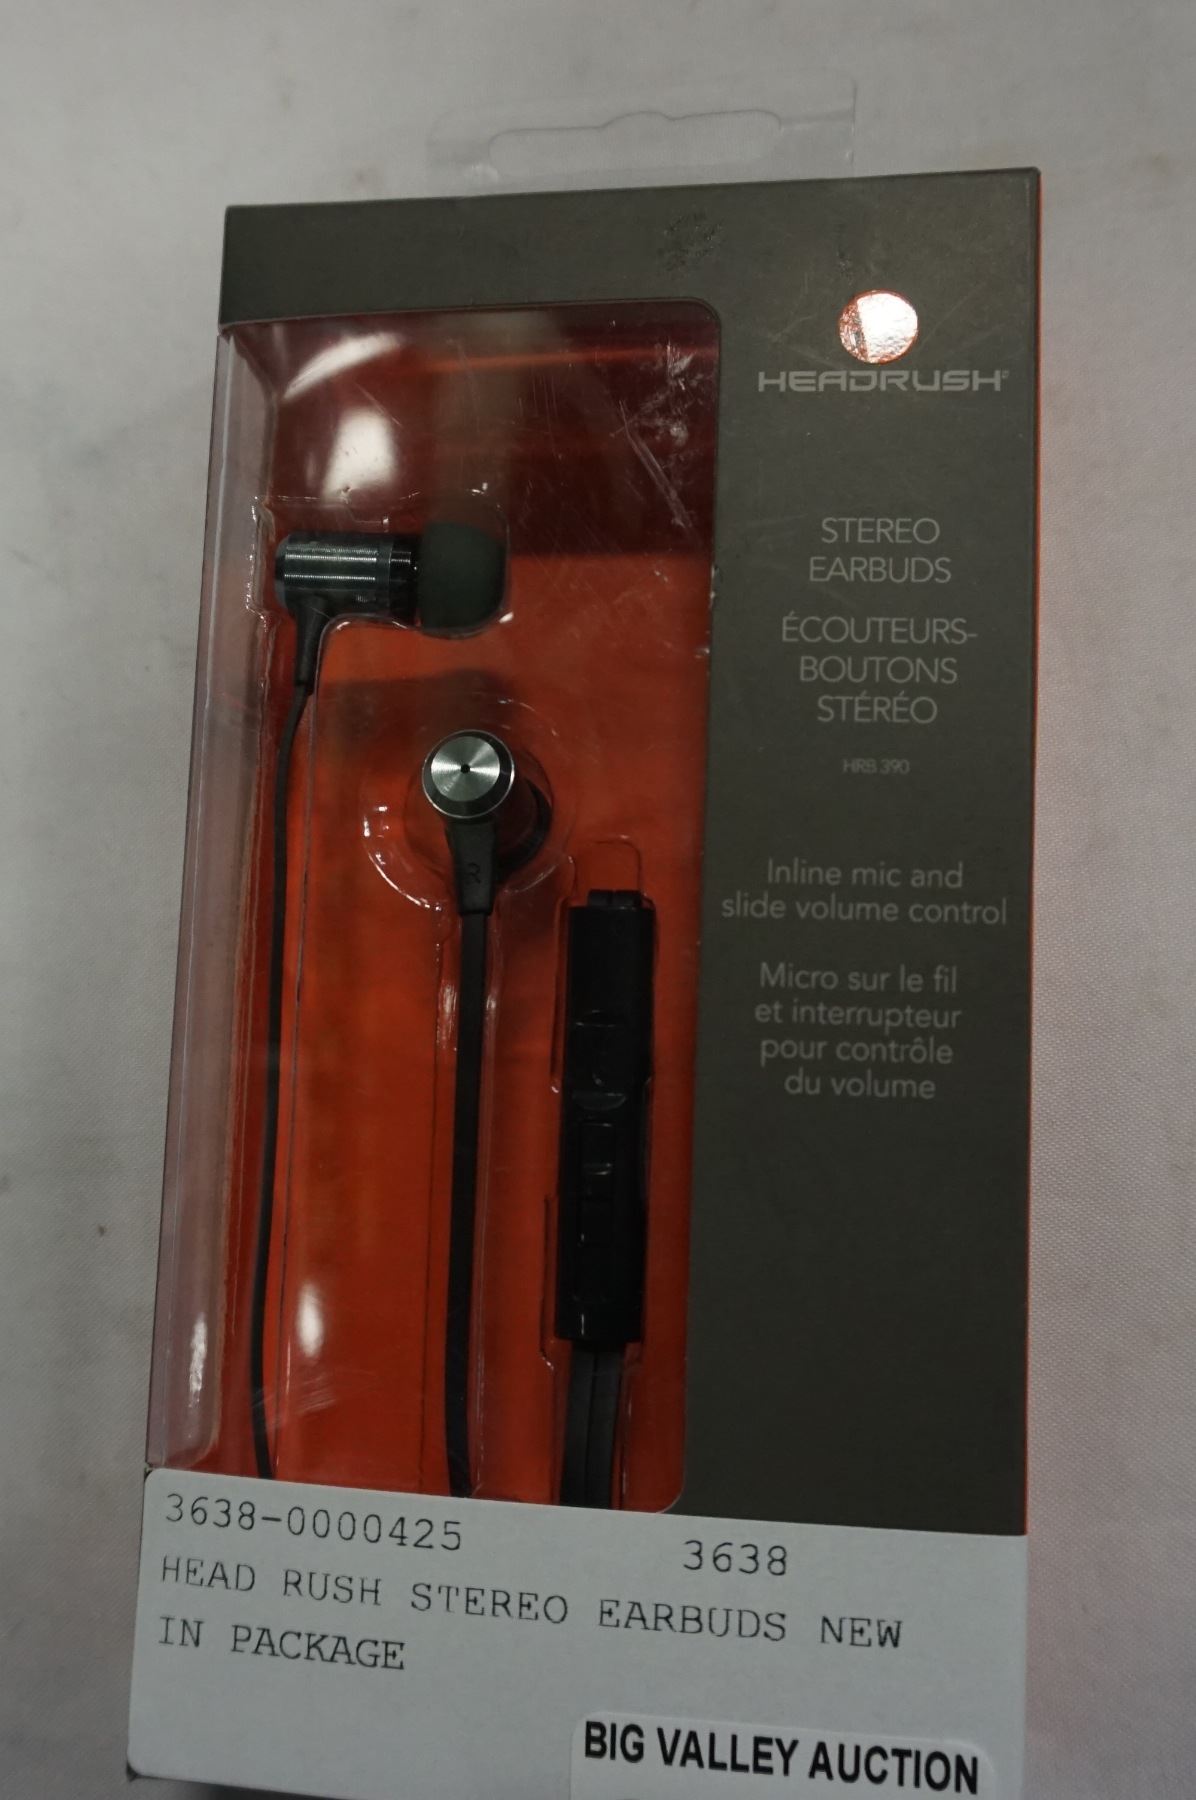 HEADRUSH
STEREO
EARBUDS
ÉCOUTEURS-
BOUTONS
STÉRÉO
HRB 390
Inline mic and
slide volume control
Micro sur le fil
et interrupteur
pour contrôle
du volume
R
3638-0000425 3638
HEAD RUSH STEREO EARBUDS NEW
IN PACKAGE
BIG VALLEY AUCTION